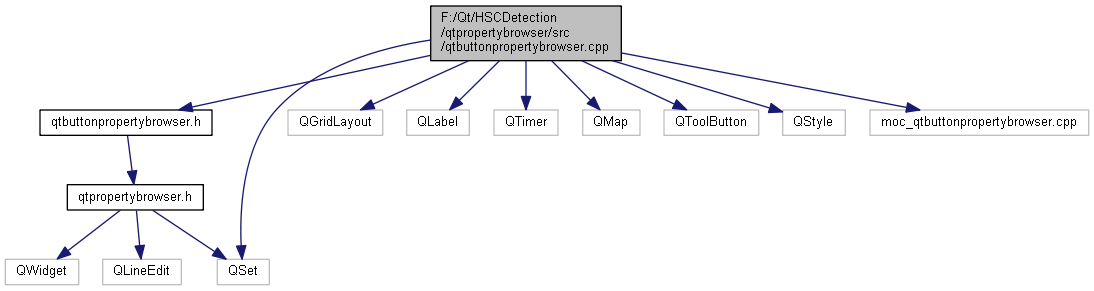 F:/Qt/HSCDetection
/qtpropertybrowser/src
/qtbuttonpropertybrowser.cpp
qtbuttonpropertybrowser.h
QGridLayout
QLabel
QTimer
QMap
QToolButton
QStyle
moc_qtbuttonpropertybrowser.cpp
qtpropertybrowser.h
QWidget
QLineEdit
QSet